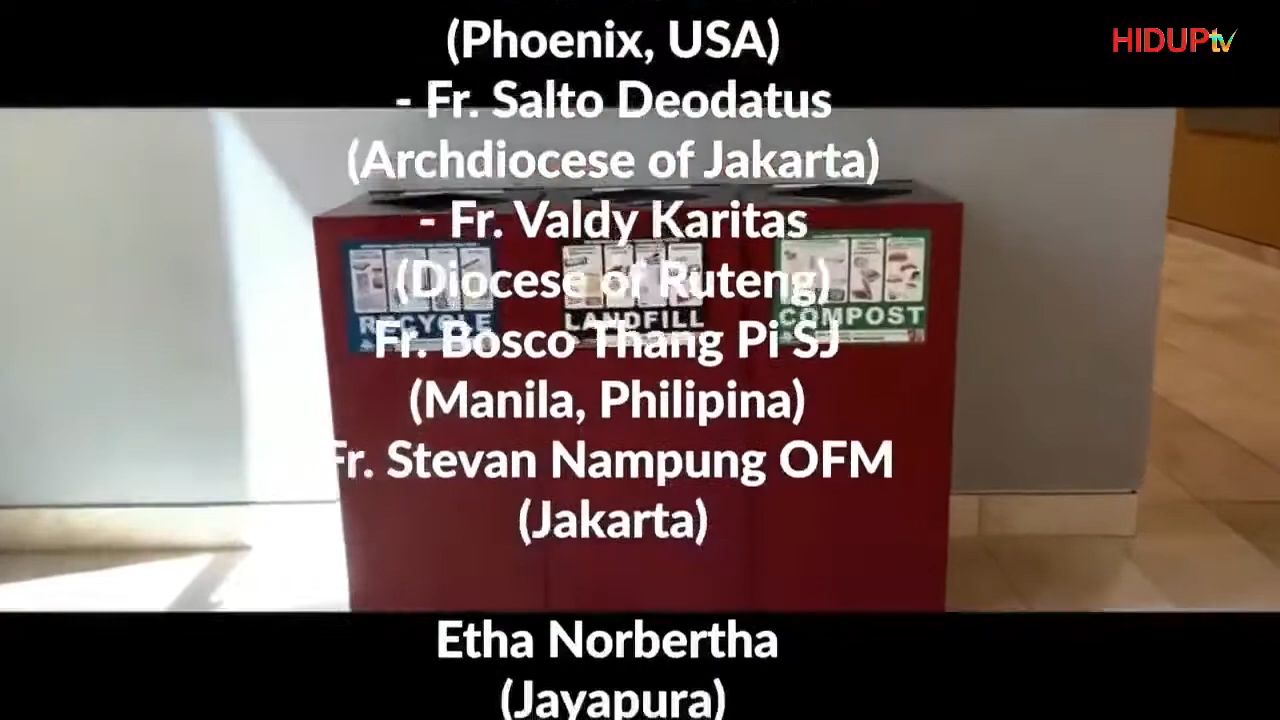 (Phoenix, USA)
HIDUPtv
- Fr. Salto Deodatus
(Archdiocese of Jakarta)
- Fr. Valdy Karitas
(Diocese of Ruteng)
RECYCLE
LANDFILL
COMPOST
Fr. Bosco Thang Pi SJ
(Manila, Philipina)
Fr. Stevan Nampung OFM
(Jakarta)
Etha Norbertha
(Jayapura)